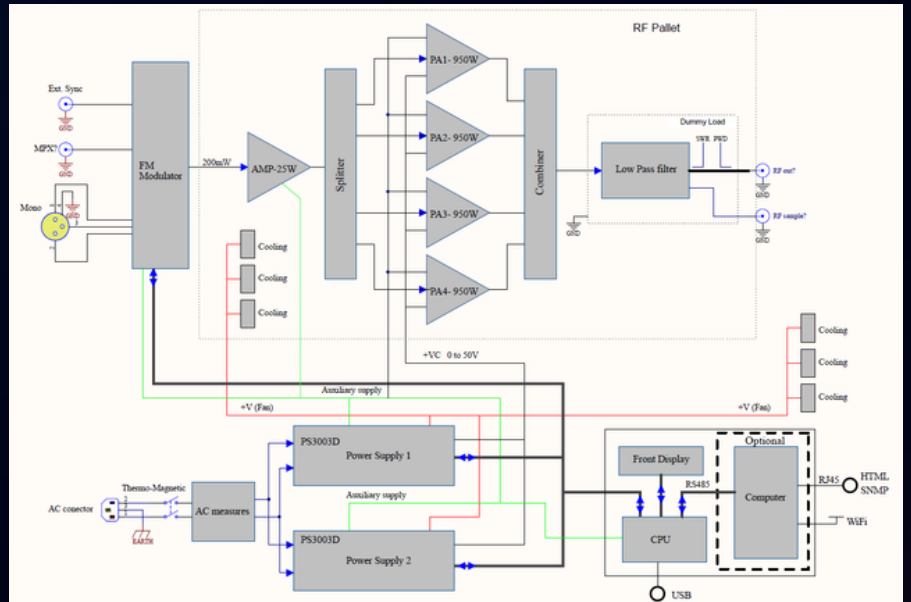 RF Pallet
Ext. Sync
GND
MPX?
GND
FM
Modulator
Mono
GND
1
3
2
200mW
AMP-25W
Splitter
PA1- 950W
PA2- 950W
PA3- 950W
PA4- 950W
Combiner
Dummy Load
SWR PWD
Low Pass filter
RF out?
GND
RF sample?
GND
GND
Cooling
Cooling
Cooling
+VC 0 to 50V
Cooling
Cooling
Cooling
Auxiliary supply
+V (Fan)
+V (Fan)
PS3003D
Power Supply 1
Auxiliary supply
PS3003D
Power Supply 2
Thermo-Magnetic
AC conector
EARTH
AC measures
Front Display
RS485
CPU
USB
Optional
Computer
RJ45
HTML
SNMP
WiFi